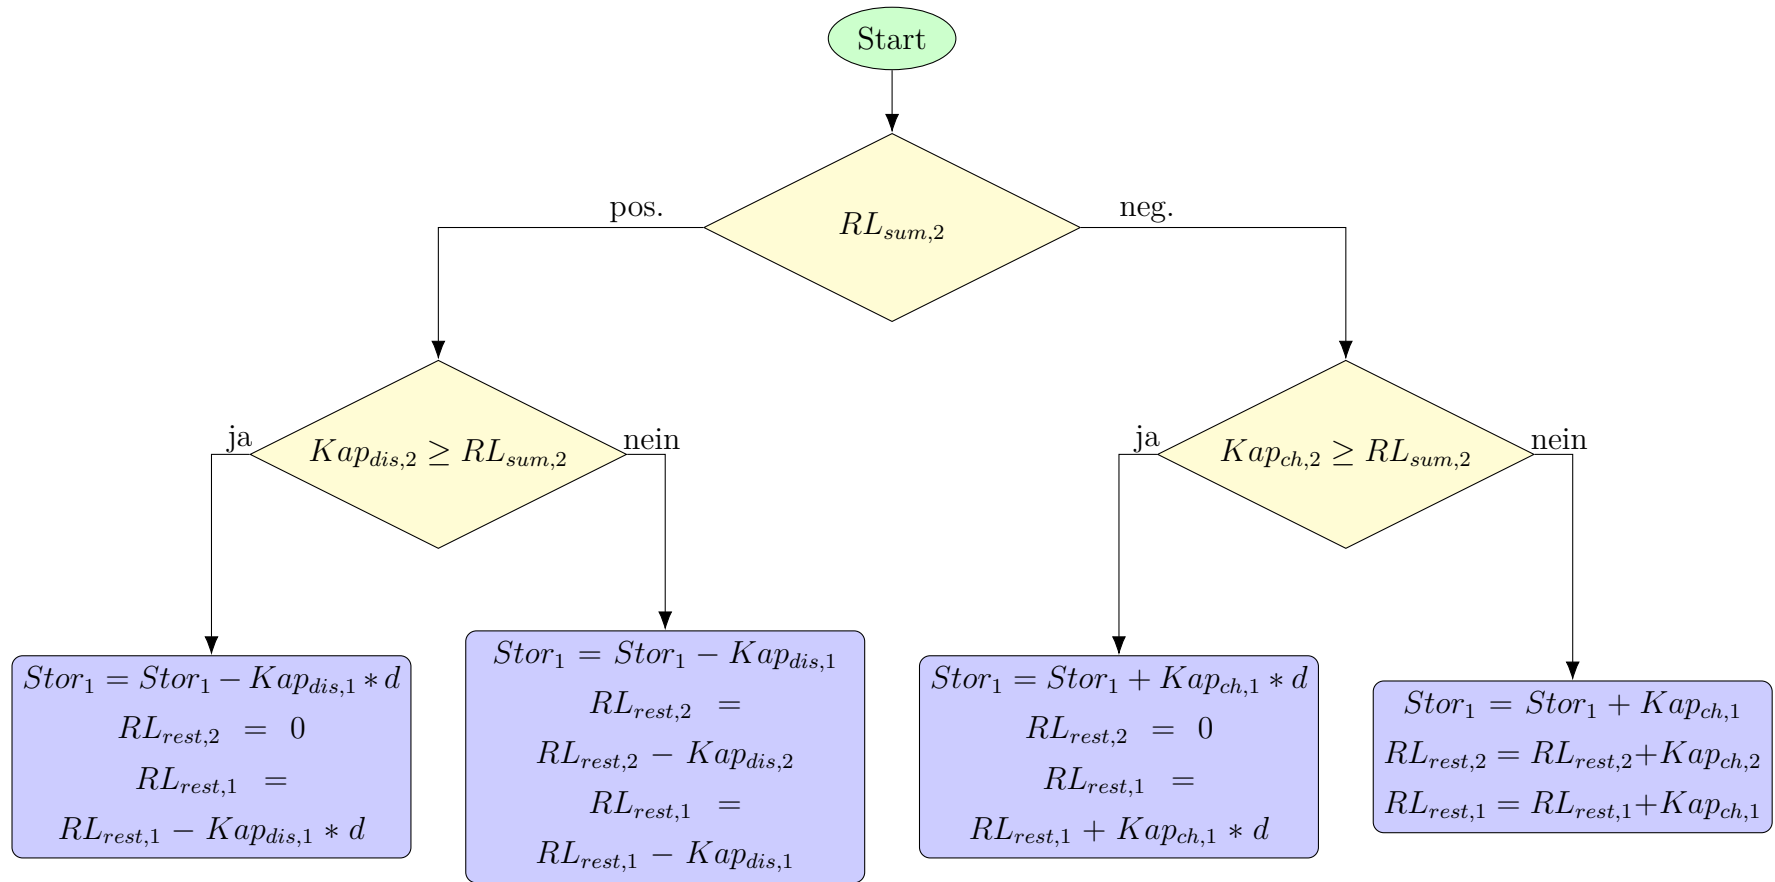 Start
pos.
neg.
RL_{sum,2}
ja
nein
ja
nein
Kap_{dis,2} ≥ RL_{sum,2}
Kap_{ch,2} ≥ RL_{sum,2}
Stor_1 = Stor_1 − Kap_{dis,1} * d
RL_{rest,2} = 0
RL_{rest,1} =
RL_{rest,1} − Kap_{dis,1} * d
Stor_1 = Stor_1 − Kap_{dis,1}
RL_{rest,2} =
RL_{rest,2} − Kap_{dis,2}
RL_{rest,1} =
RL_{rest,1} − Kap_{dis,1}
Stor_1 = Stor_1 + Kap_{ch,1} * d
RL_{rest,2} = 0
RL_{rest,1} =
RL_{rest,1} + Kap_{ch,1} * d
Stor_1 = Stor_1 + Kap_{ch,1}
RL_{rest,2} = RL_{rest,2}+Kap_{ch,2}
RL_{rest,1} = RL_{rest,1}+Kap_{ch,1}